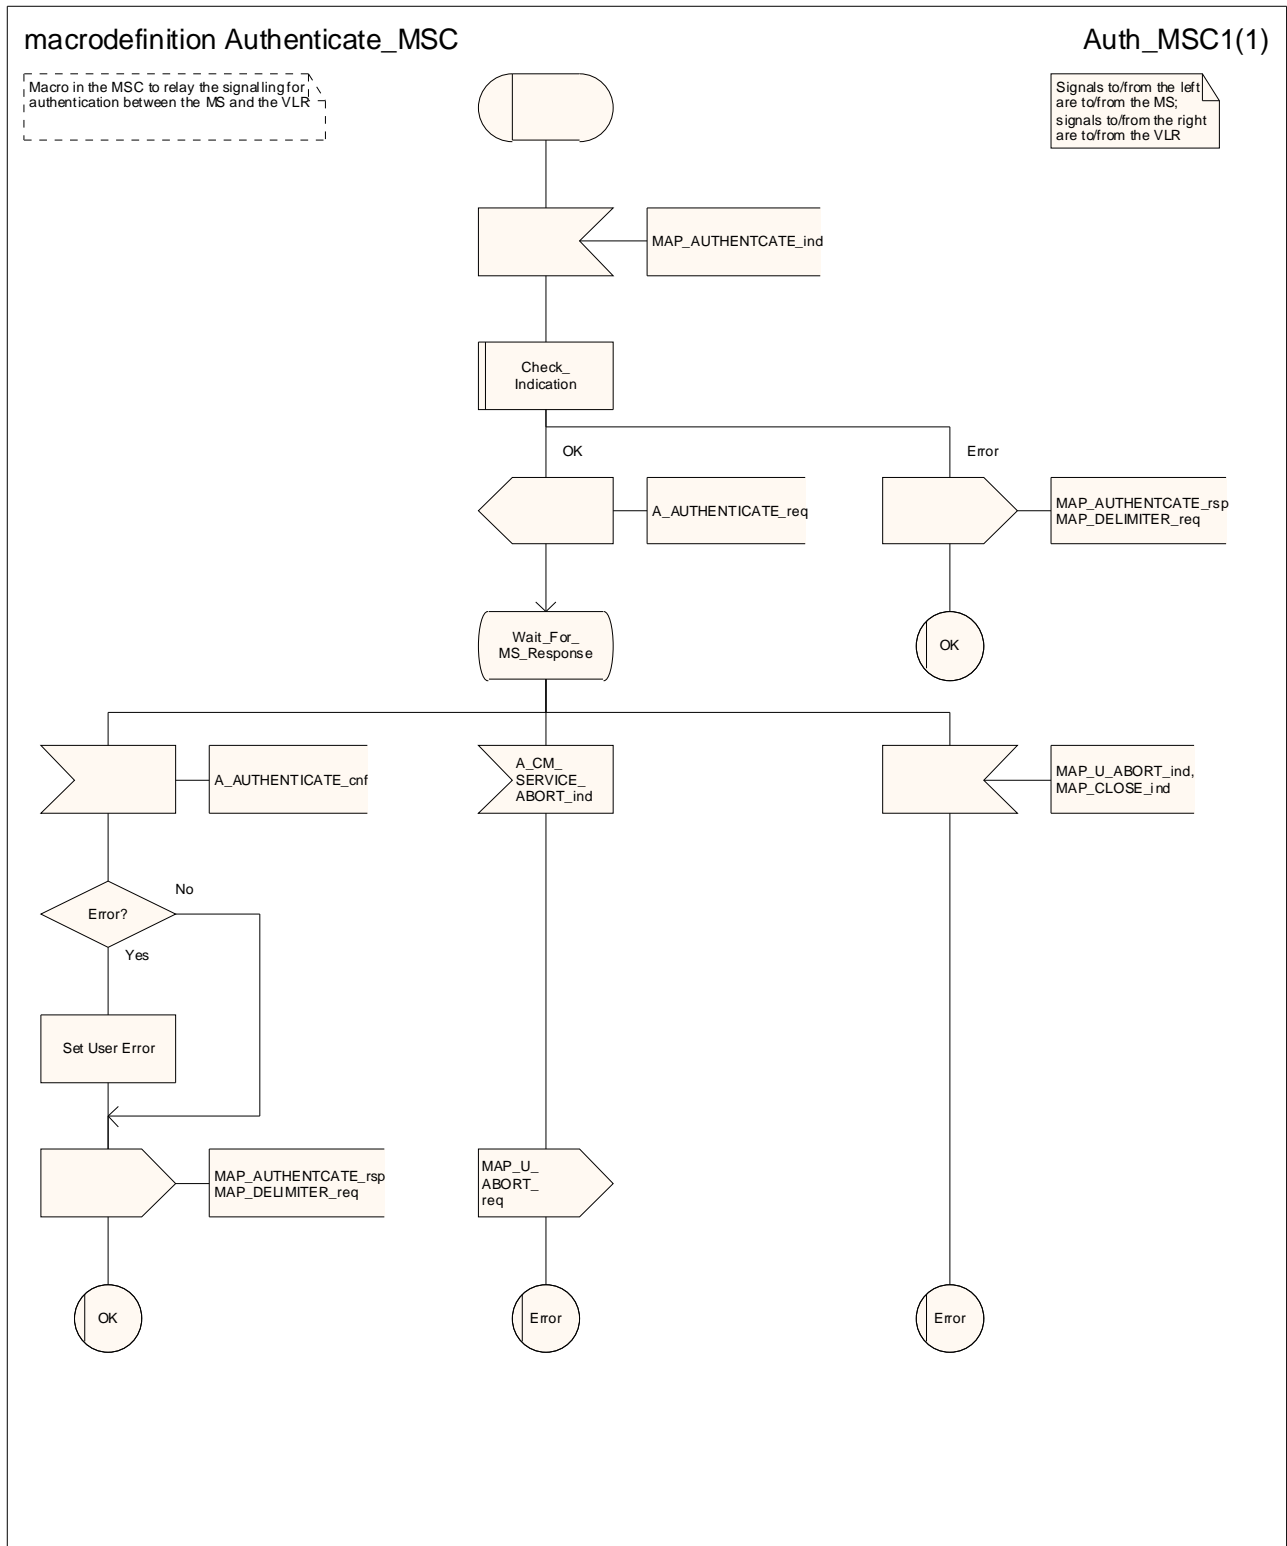 macrodefinition Authenticate_MSC
Auth_MSC1(1)
Macro in the MSC to relay the signalling for
authentication between the MS and the VLR
Signals to/from the left
are to/from the MS;
signals to/from the right
are to/from the VLR
MAP_AUTHENTCATE_ind
Check_
Indication
OK
Error
A_AUTHENTICATE_req
MAP_AUTHENTCATE_rsp
MAP_DELIMITER_req
Wait_For_
MS_Response
OK
A_AUTHENTICATE_cnf
A_CM_
SERVICE_
ABORT_ind
MAP_U_ABORT_ind,
MAP_CLOSE_ind
No
Error?
Yes
Set User Error
MAP_AUTHENTCATE_rsp
MAP_DELIMITER_req
MAP_U_
ABORT_
req
OK
Error
Error